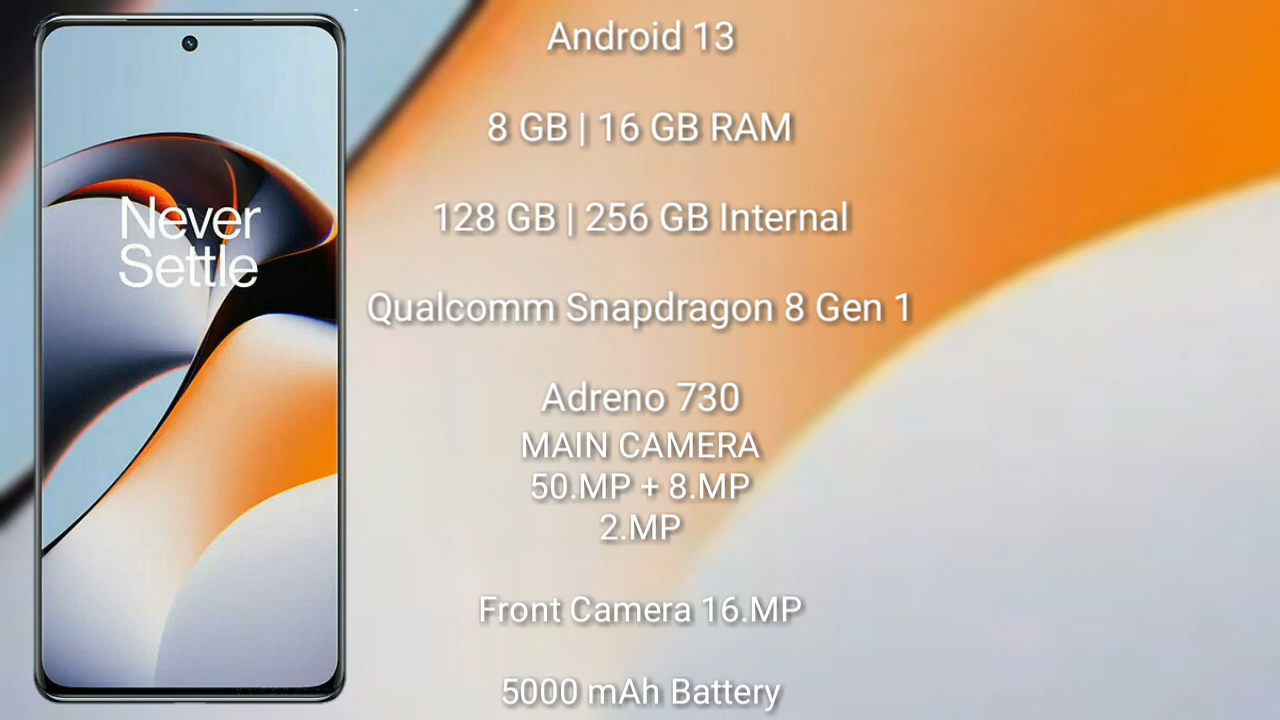 Never
Settle
Android 13
8 GB | 16 GB RAM
128 GB | 256 GB Internal
Qualcomm Snapdragon 8 Gen 1
Adreno 730
MAIN CAMERA
50.MP + 8.MP
2.MP
Front Camera 16.MP
5000 mAh Battery